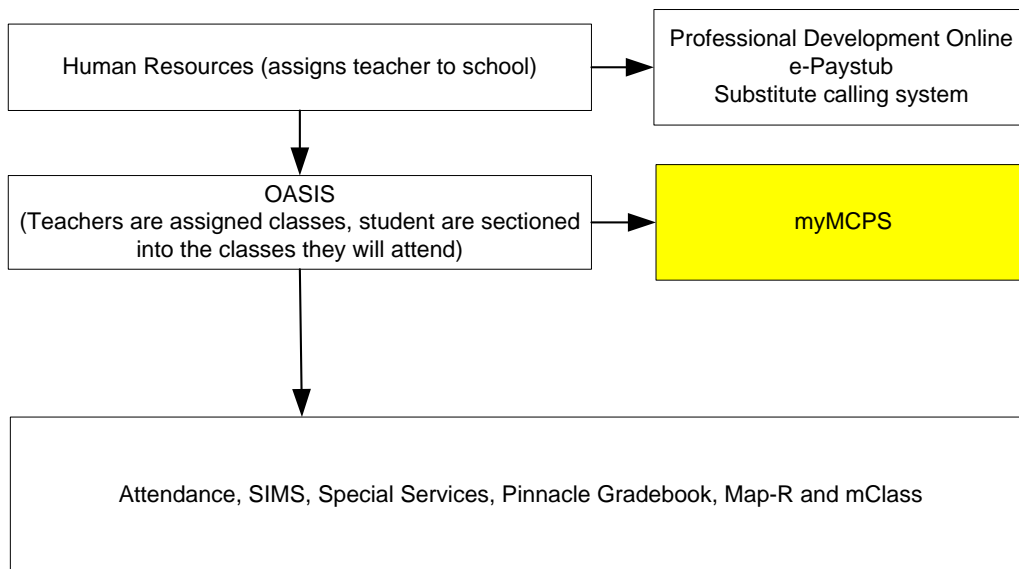 Human Resources (assigns teacher to school)
Professional Development Online
e-Paystub
Substitute calling system
OASIS
(Teachers are assigned classes, student are sectioned
into the classes they will attend)
myMCPS
Attendance, SIMS, Special Services, Pinnacle Gradebook, Map-R and mClass